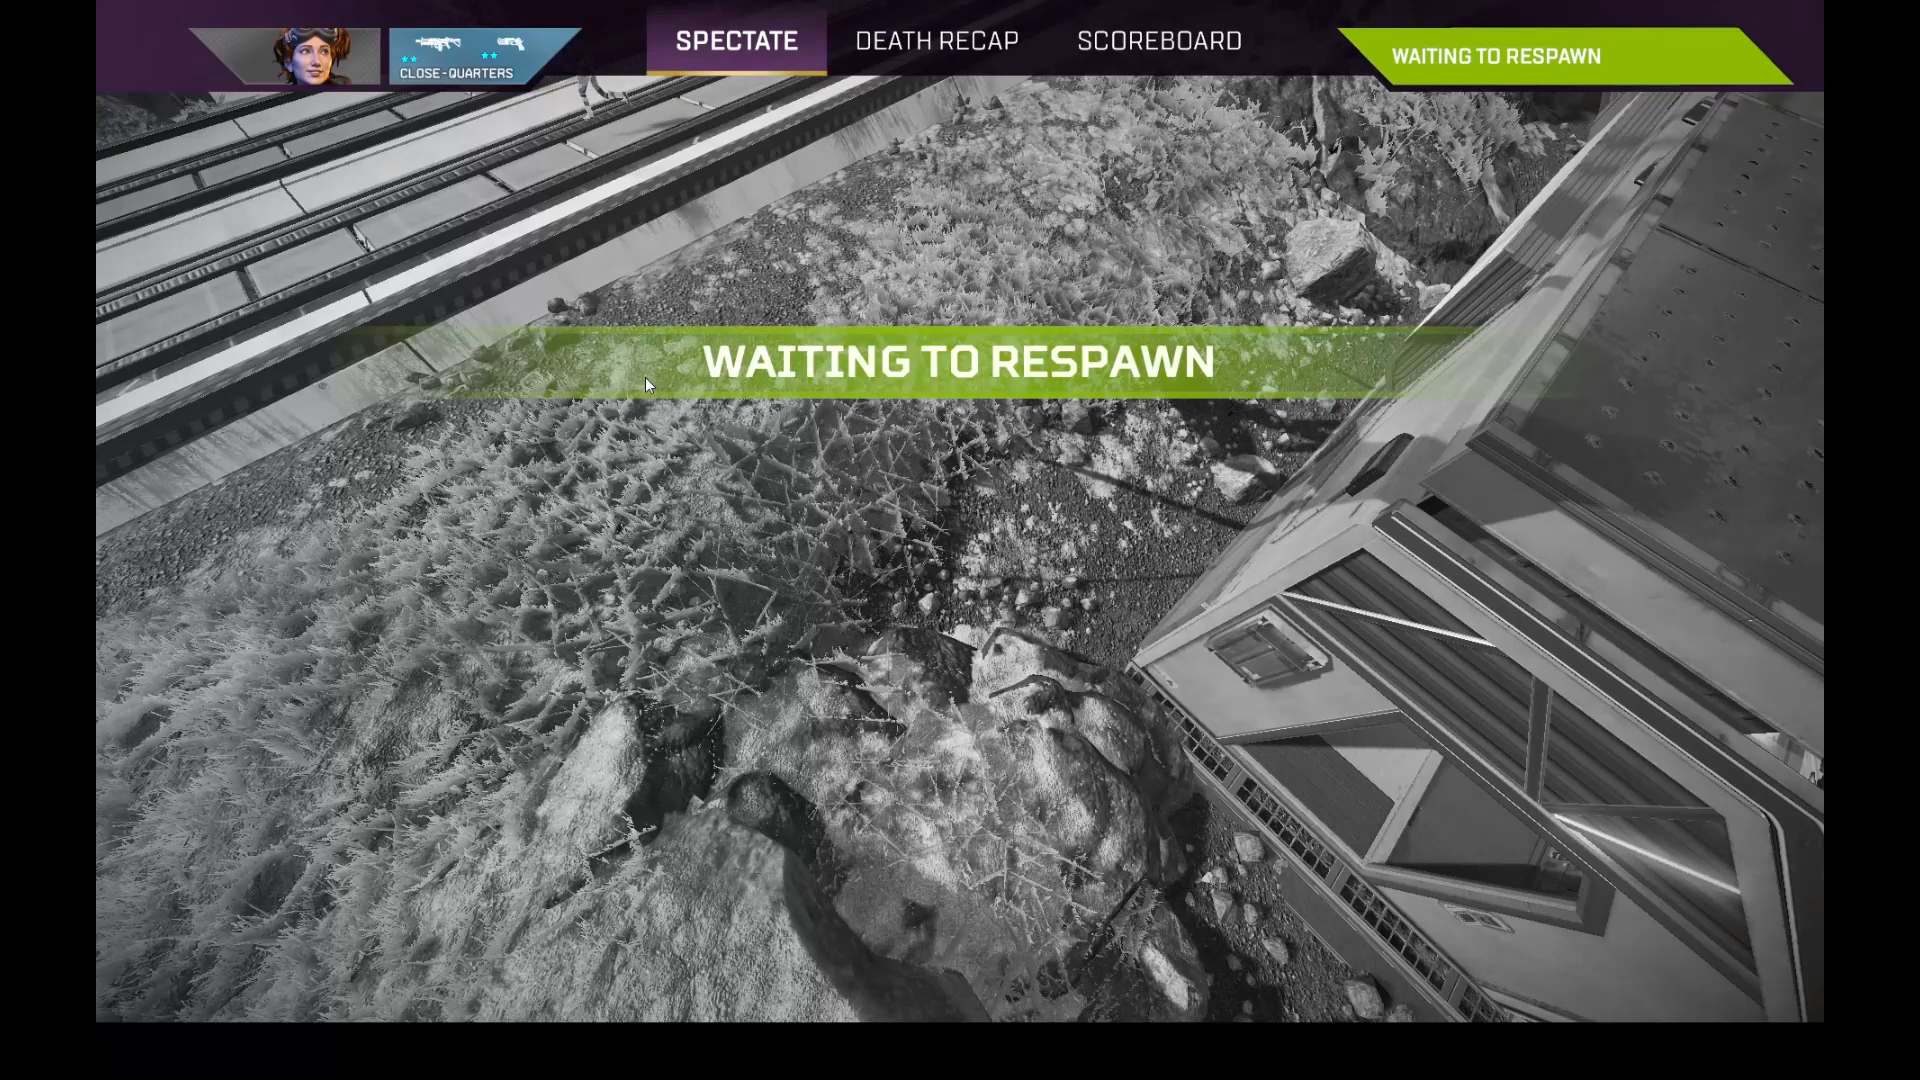 SPECTATE
DEATH RECAP
SCOREBOARD
WAITING TO RESPAWN
CLOSE-QUARTERS
WAITING TO RESPAWN